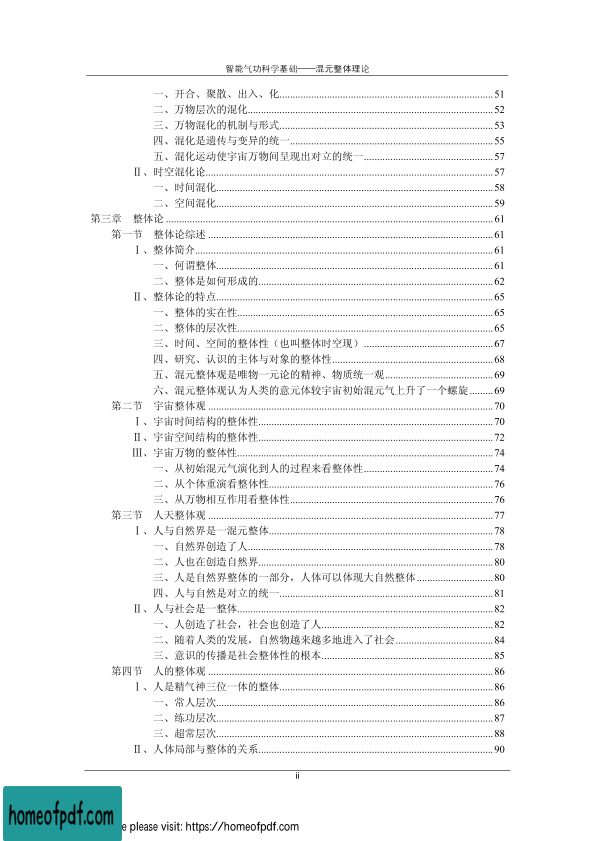 智能气功科学基础——混元整体理论
一、开合、聚散、出入、化........51
二、万物层次的混化........52
三、万物混化的机制与形式........53
四、混化是遗传与变异的统一........55
五、混化运动使宇宙万物间呈现出对立的统一........57
Ⅱ、时空混化论........57
一、时间混化........58
二、空间混化........59
第三章 整体论........61
第一节 整体论综述........61
Ⅰ、整体简介........61
一、何谓整体........61
二、整体是如何形成的........62
Ⅱ、整体论的特点........65
一、整体的实在性........65
二、整体的层次性........65
三、时间、空间的整体性（也叫整体时空现）........67
四、研究、认识的主体与对象的整体性........68
五、混元整体观是唯物一元论的精神、物质统一观........69
六、混元整体观认为人类的意元体较宇宙初始混元气上升了一个螺旋........69
第二节 宇宙整体观........70
Ⅰ、宇宙时间结构的整体性........70
Ⅱ、宇宙空间结构的整体性........72
Ⅲ、宇宙万物的整体性........74
一、从初始混元气演化到人的过程来看整体性........74
二、从个体重演看整体性........76
三、从万物相互作用看整体性........76
第三节 人天整体观........77
Ⅰ、人与自然界是一混元整体........78
一、自然界创造了人........78
二、人也在创造自然界........80
三、人是自然界整体的一部分，人体可以体现大自然整体........80
四、人与自然是对立的统一........81
Ⅱ、人与社会是一整体........82
一、人创造了社会，社会也创造了人........82
二、随着人类的发展，自然物越来越多地进入了社会........84
三、意识的传播是社会整体性的根本........85
第四节 人的整体观........86
Ⅰ、人是精气神三位一体的整体........86
一、常人层次........86
二、练功层次........87
三、超常层次........88
Ⅱ、人体局部与整体的关系........90
ii
homeofpdf.com
e please visit: https://homeofpdf.com